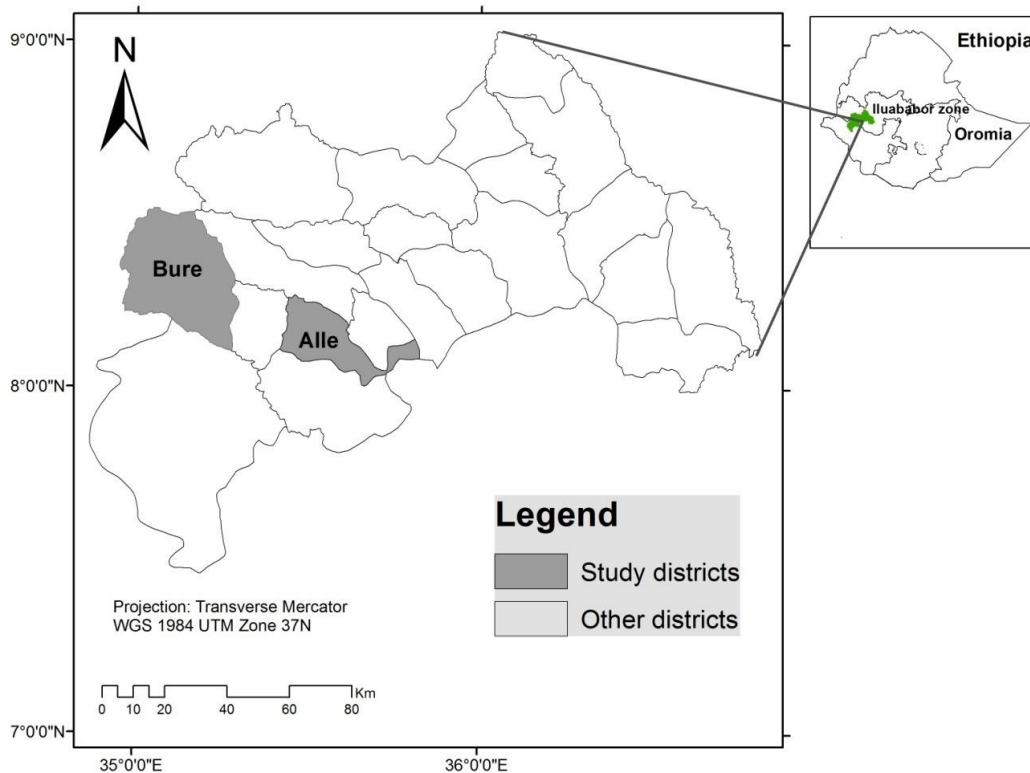 9°0'0"N
N
Ethiopia
Iluababor zone
Oromia
Bure
Alle
8°0'0"N
Legend
Study districts
Other districts
Projection: Transverse Mercator
WGS 1984 UTM Zone 37N
Km
0 10 20 40 60 80
7°0'0"N
35°0'0"E 36°0'0"E